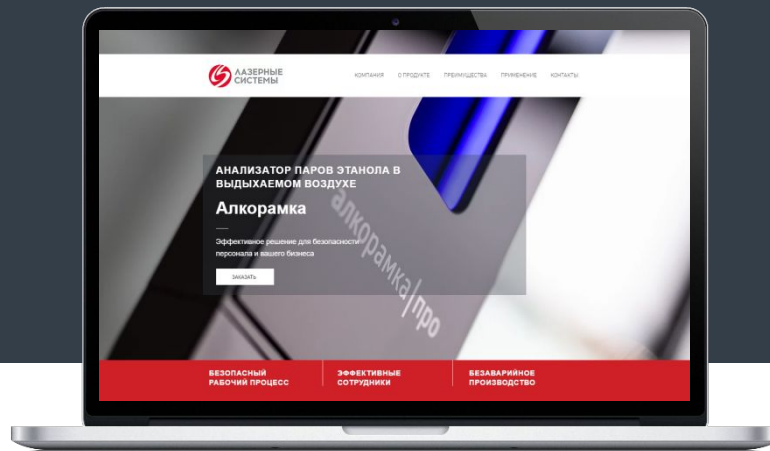 ЛАЗЕРНЫЕ
СИСТЕМЫ
КОМПАНИЯ О ПРОДУКТЕ ПРЕИМУЩЕСТВА ПРИМЕНЕНИЕ КОНТАКТЫ
АНАЛИЗАТОР ПАРОВ ЭТАНОЛА В
ВЫДЫХАЕМОМ ВОЗДУХЕ
Алкорамка
Эффективное решение для безопасности
персонала и вашего бизнеса
ЗАКАЗАТЬ
алкорамка|про
БЕЗОПАСНЫЙ
РАБОЧИЙ ПРОЦЕСС
ЭФФЕКТИВНЫЕ
СОТРУДНИКИ
БЕЗАВАРИЙНОЕ
ПРОИЗВОДСТВО